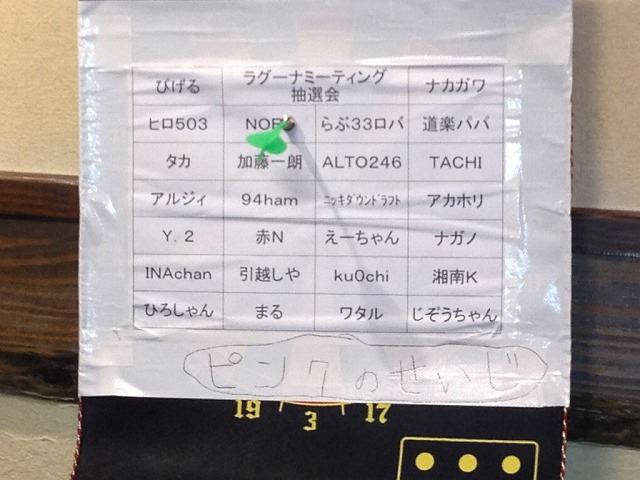 ぴげる ラグーナミーティング ナカガワ
抽選会
ヒロ503 らぶ33ロバ 道楽パパ
タカ 加藤一朗 ALTO246 TACHI
アルジィ 94ham ﾆｯｷﾀﾞｳﾝﾄﾞﾗﾌﾄ アカホリ
Y. 2 赤N えーちゃん ナガノ
INAchan 引越しや ku0chi 湘南K
ひろしゃん まる ワタル じぞうちゃん
ピン7のせいじ
19 3 17